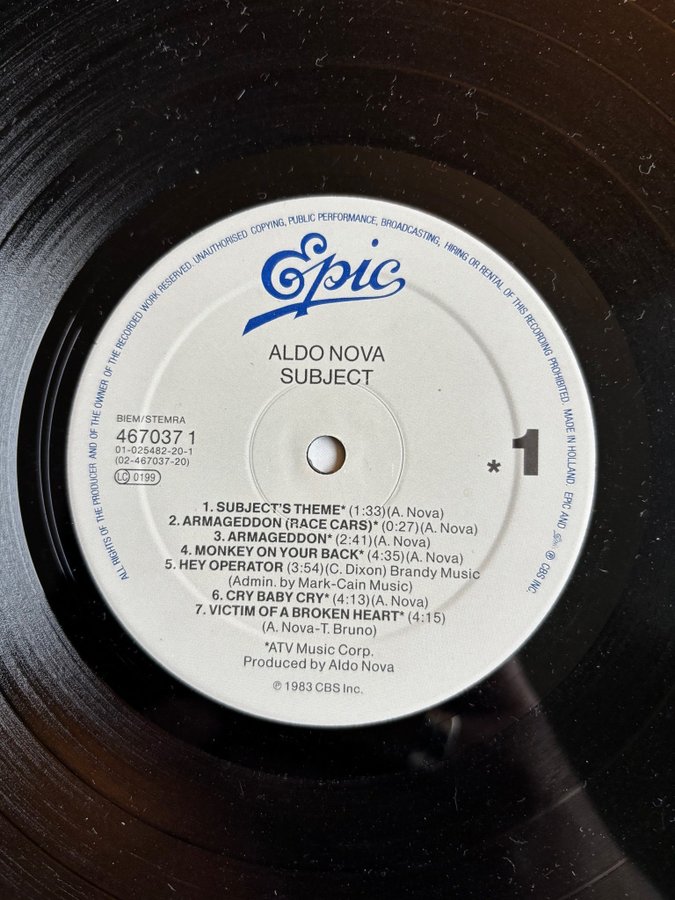 ALL RIGHTS OF THE PRODUCER AND OF THE OWNER OF THE RECORDED WORK RESERVED. UNAUTHORISED COPYING, PUBLIC PERFORMANCE, BROADCASTING, HIRING OR RENTAL OF THIS RECORDING PROHIBITED. MADE IN HOLLAND. EPIC AND Epic ℗ CBS INC.
Epic
ALDO NOVA
SUBJECT
BIEM/STEMRA
467037 1
01-025482-20-1
(02-467037-20)
LC 0199
*1
1. SUBJECT'S THEME* (1:33)(A. Nova)
2. ARMAGEDDON (RACE CARS)* (0:27)(A. Nova)
3. ARMAGEDDON* (2:41)(A. Nova)
4. MONKEY ON YOUR BACK* (4:35)(A. Nova)
5. HEY OPERATOR (3:54)(C. Dixon) Brandy Music
(Admin. by Mark-Cain Music)
6. CRY BABY CRY* (4:13)(A. Nova)
7. VICTIM OF A BROKEN HEART* (4:15)
(A. Nova-T. Bruno)
*ATV Music Corp.
Produced by Aldo Nova
℗ 1983 CBS Inc.